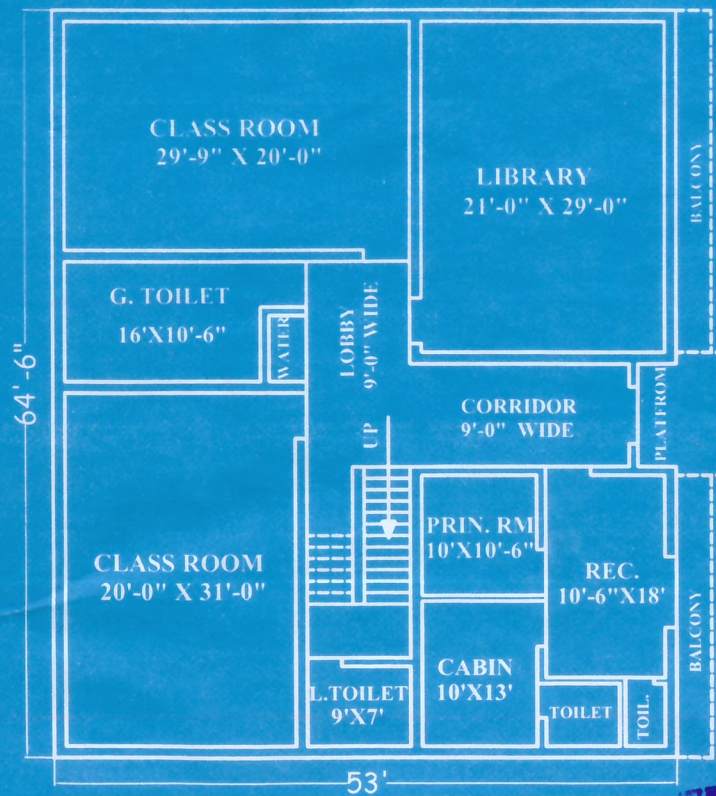 CLASS ROOM
29'-9" X 20'-0"
LIBRARY
21'-0" X 29'-0"
BALCONY
G. TOILET
16'X10'-6"
WATER
LOBBY
9'-0" WIDE
64'-6"
UP
CORRIDOR
9'-0" WIDE
PLATFROM
PRIN. RM
10'X10'-6"
CLASS ROOM
20'-0" X 31'-0"
REC.
10'-6"X18'
BALCONY
CABIN
10'X13'
L.TOILET
9'X7'
TOILET
TOIL.
53'